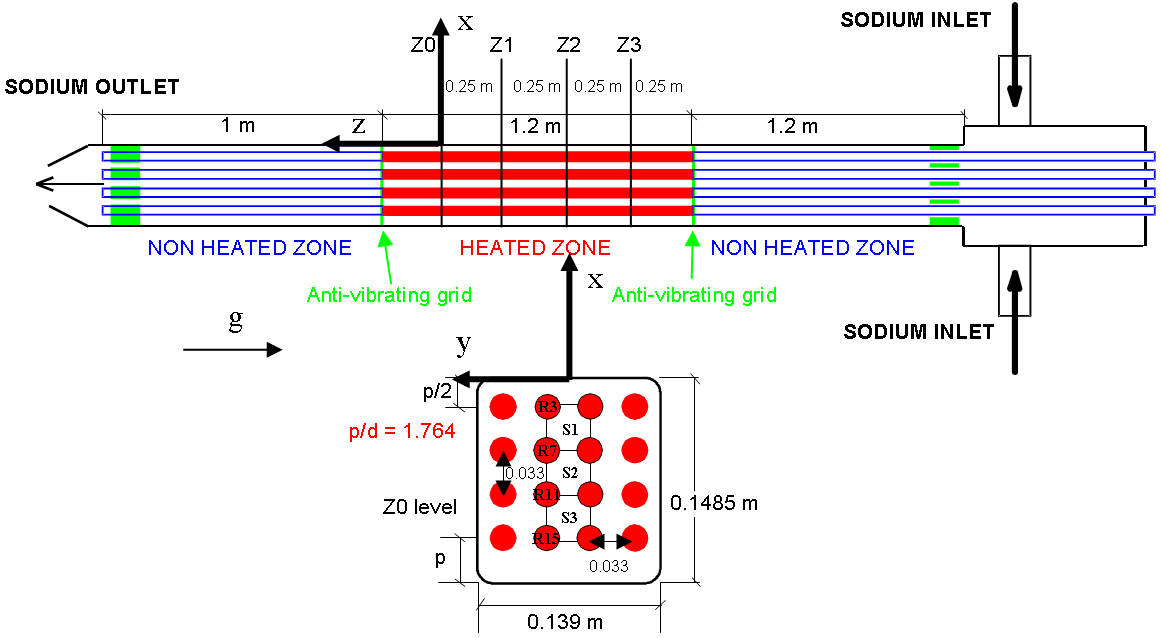 SODIUM INLET
x
Z0 Z1 Z2 Z3
SODIUM OUTLET
0.25 m 0.25 m 0.25 m 0.25 m
1 m z 1.2 m 1.2 m
NON HEATED ZONE HEATED ZONE NON HEATED ZONE
x
Anti-vibrating grid Anti-vibrating grid
g
SODIUM INLET
y
p/2
R3
p/d = 1.764
S1
R7
0.033 S2
R11
Z0 level
S3
0.1485 m
R15
p
0.033
0.139 m